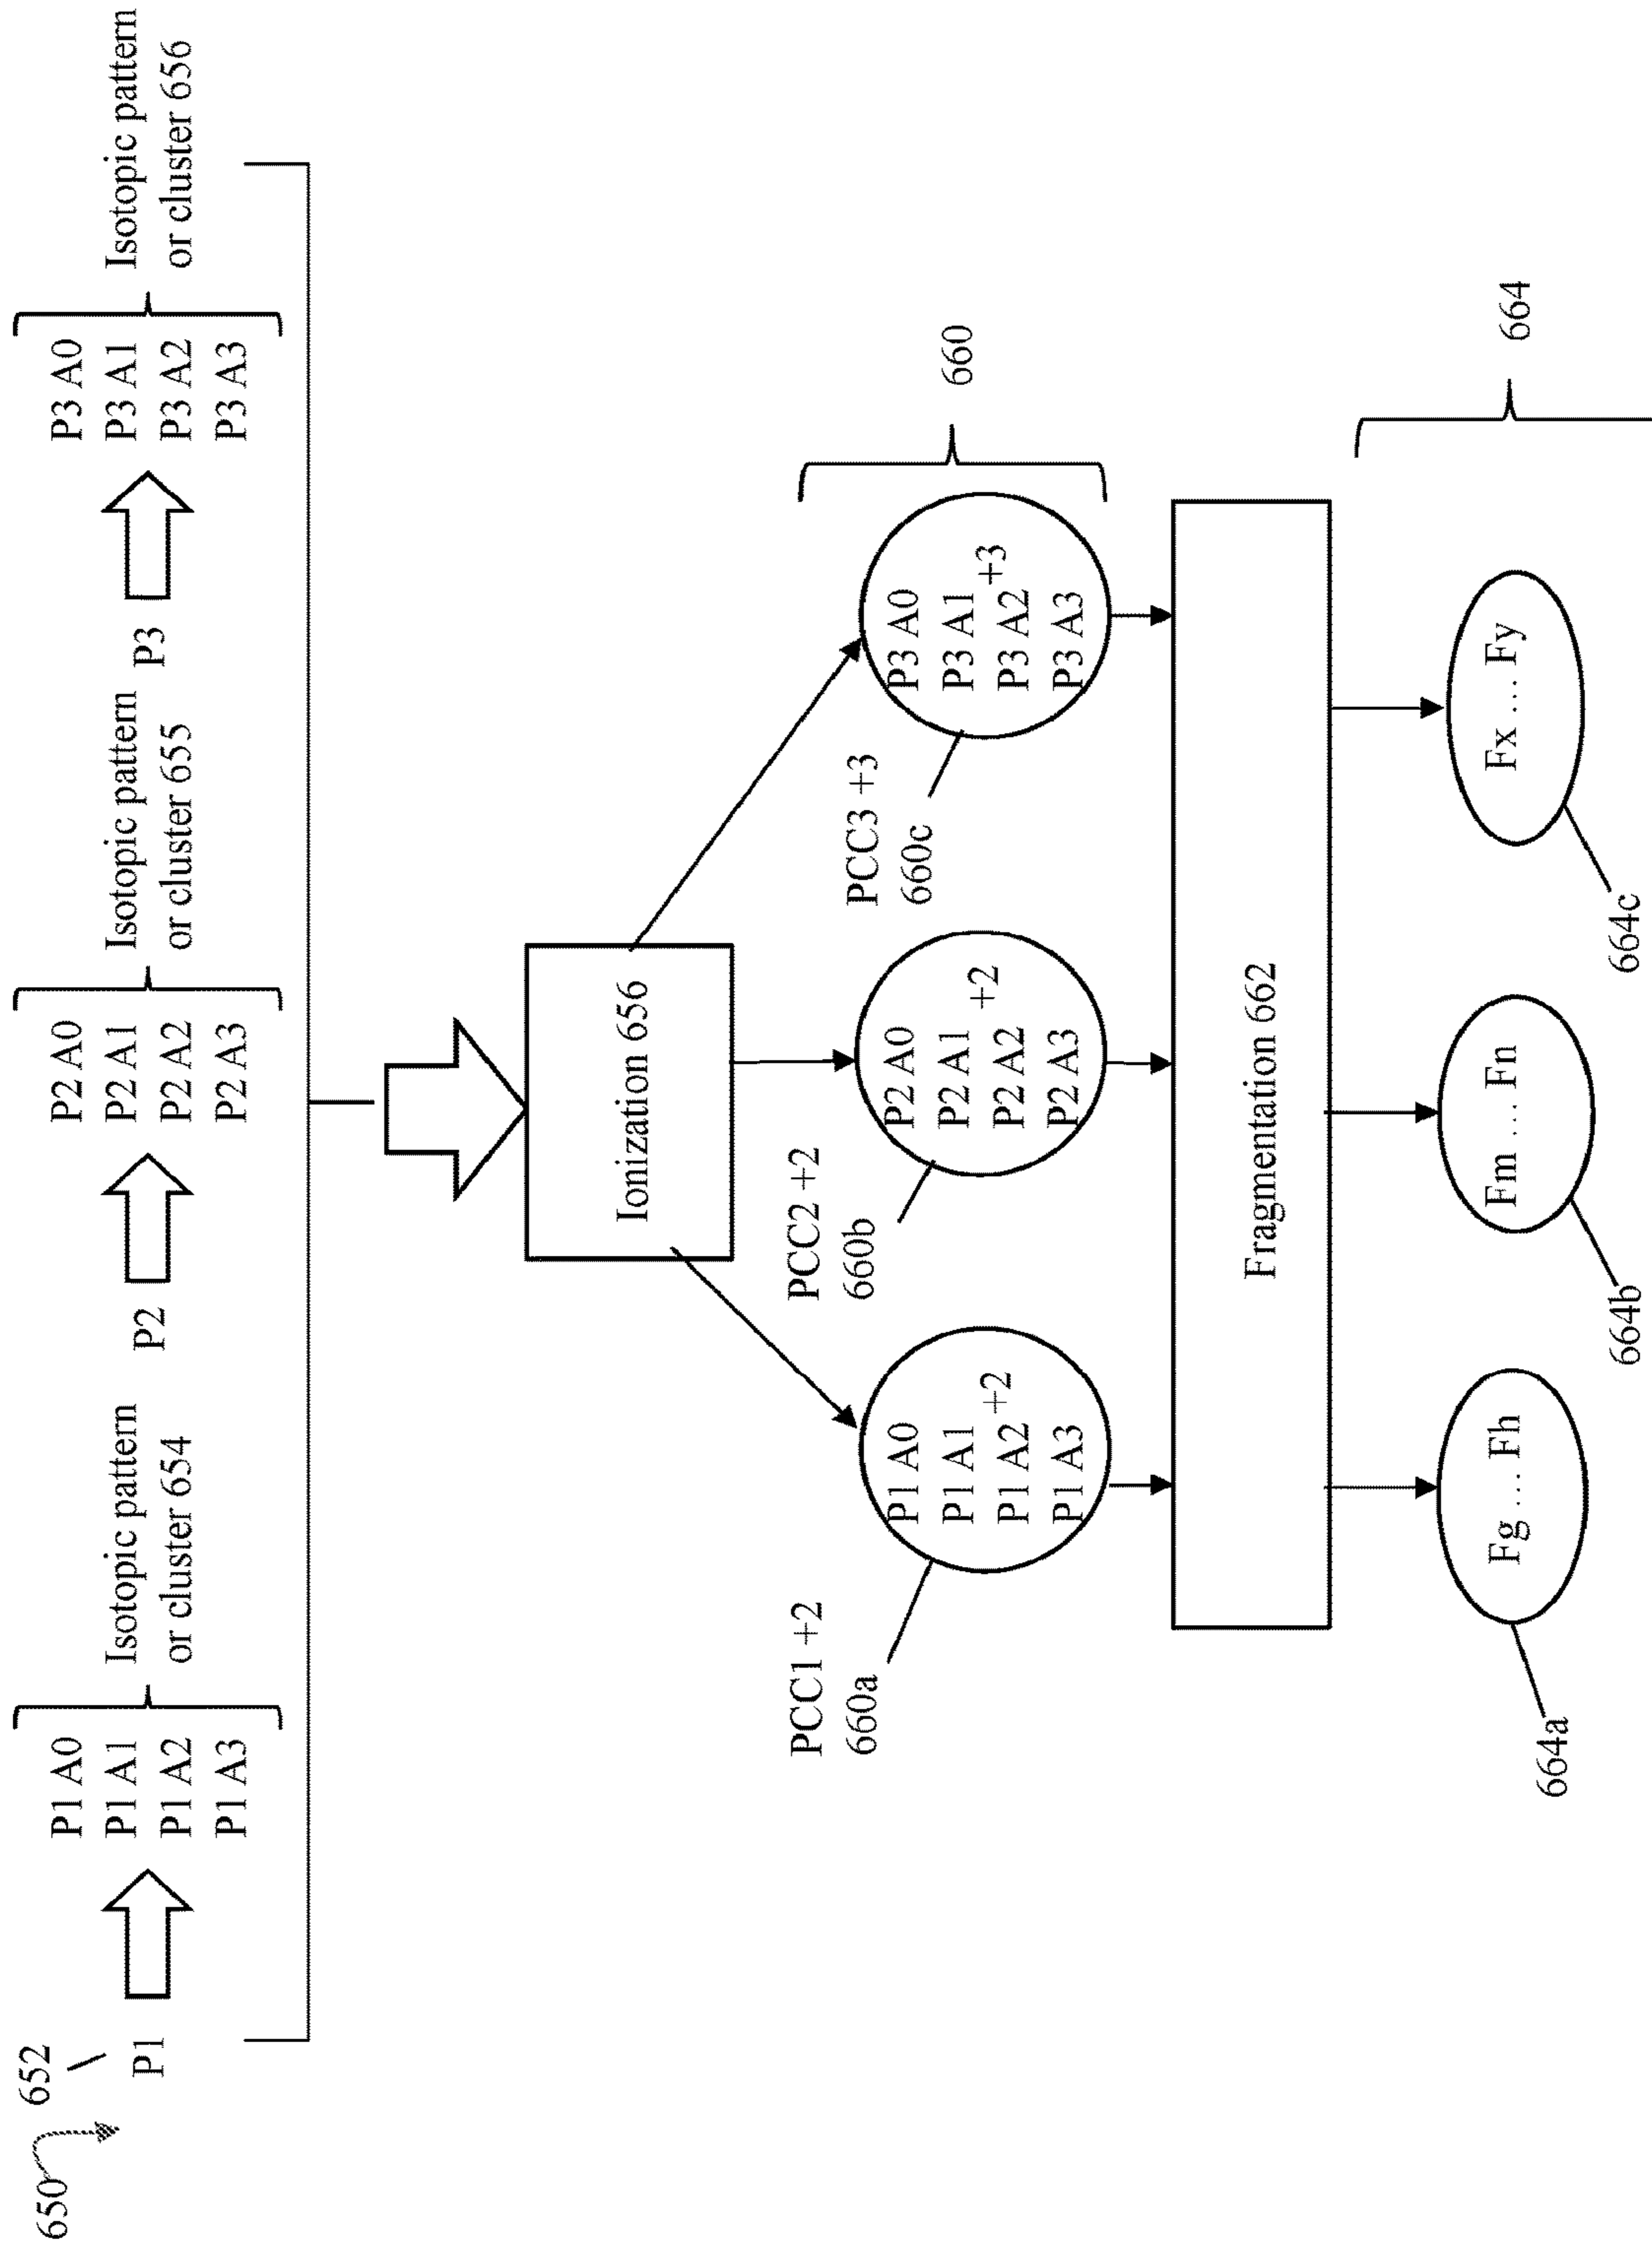 650
652
P1
P1 A0
P1 A1
P1 A2
P1 A3
Isotopic pattern
or cluster 654
P2
P2 A0
P2 A1
P2 A2
P2 A3
Isotopic pattern
or cluster 655
P3
P3 A0
P3 A1
P3 A2
P3 A3
Isotopic pattern
or cluster 656
Ionization 656
PCC1 +2
660a
P1 A0
P1 A1
P1 A2 +2
P1 A3
PCC2 +2
660b
P2 A0
P2 A1
P2 A2 +2
P2 A3
PCC3 +3
660c
P3 A0
P3 A1
P3 A2 +3
P3 A3
660
Fragmentation 662
664a
Fg .... Fh
664b
Fm .... Fn
664c
Fx .... Fy
664